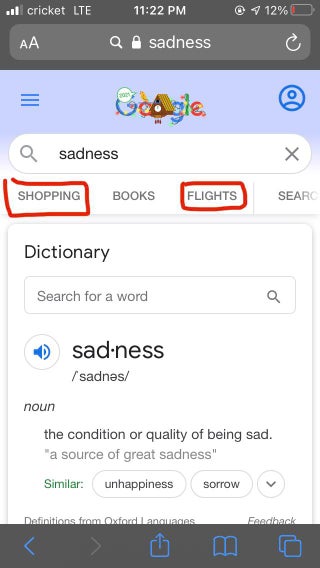 cricket LTE 11:22 PM 12%
AA sadness
2021
Google
sadness
SHOPPING BOOKS FLIGHTS SEARC
Dictionary
Search for a word
sad·ness
/ˈsadnəs/
noun
the condition or quality of being sad.
"a source of great sadness"
Similar: unhappiness sorrow
Definitions from Oxford Languages Feedback